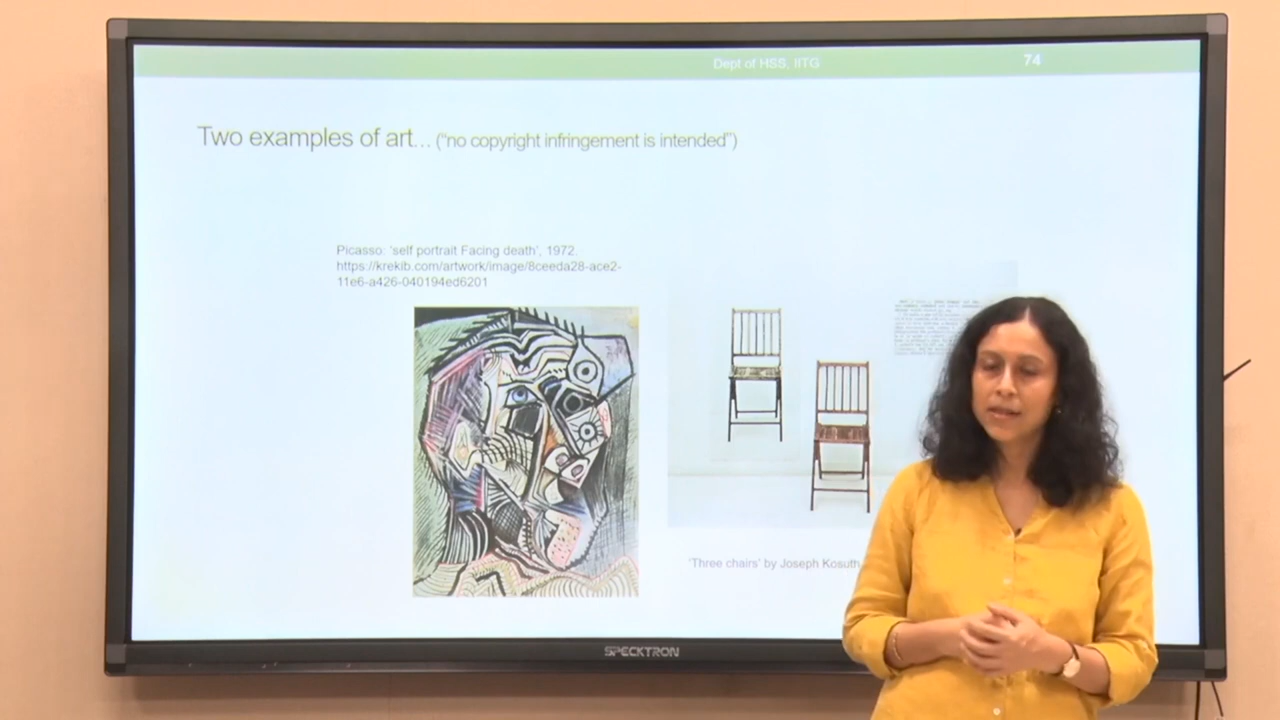 Dept of HSS, IITG
74
Two examples of art... ("no copyright infringement is intended")
Picasso: 'self portrait Facing death', 1972.
https://krekib.com/artwork/image/8ceeda28-ace2-
11e6-a426-040194ed6201
'Three chairs' by Joseph Kosuth
SPECKTRON